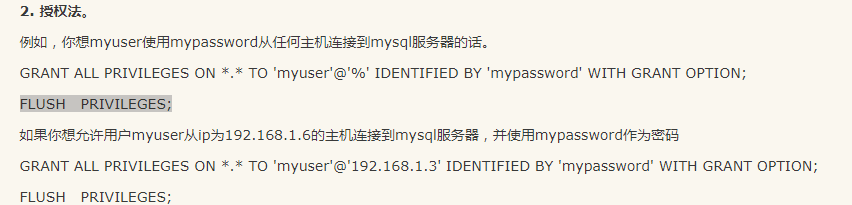 2. 授权法。
例如，你想myuser使用mypassword从任何主机连接到mysql服务器的话。
GRANT ALL PRIVILEGES ON *.* TO 'myuser'@'%' IDENTIFIED BY 'mypassword' WITH GRANT OPTION;
FLUSH   PRIVILEGES;
如果你想允许用户myuser从ip为192.168.1.6的主机连接到mysql服务器，并使用mypassword作为密码
GRANT ALL PRIVILEGES ON *.* TO 'myuser'@'192.168.1.3' IDENTIFIED BY 'mypassword' WITH GRANT OPTION;
FLUSH   PRIVILEGES;